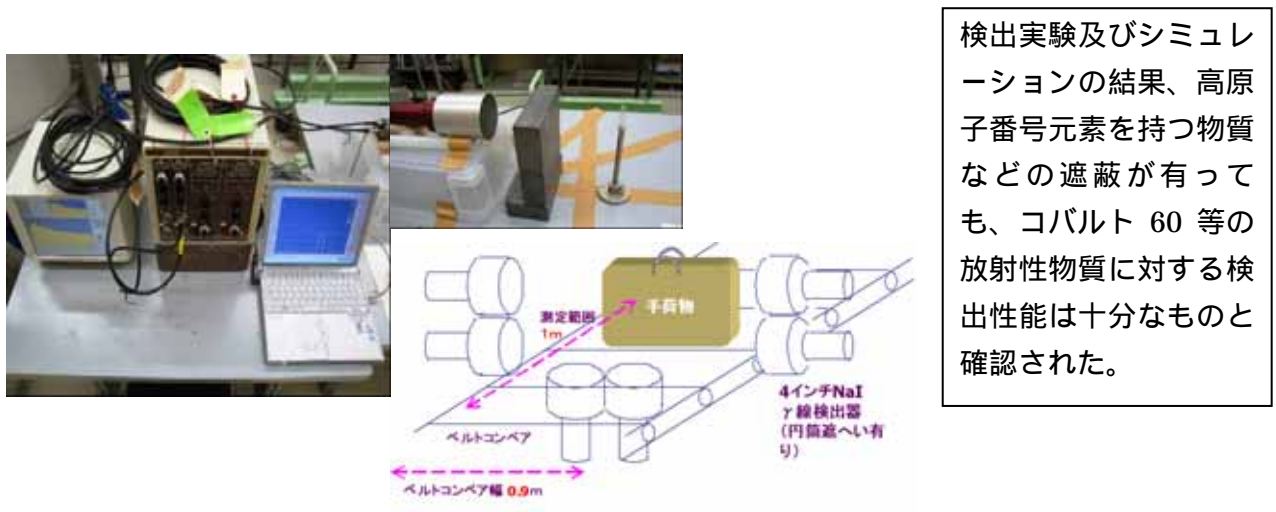 検出実験及びシミュレ
ーションの結果、高原
子番号元素を持つ物質
などの遮蔽が有って
も、コバルト 60 等の
放射性物質に対する検
出性能は十分なものと
確認された。
手荷物
測定範囲
1m
4インチNaI
γ線検出器
(円筒遮へい有
り)
ベルトコンベア
ベルトコンベア幅 0.9m